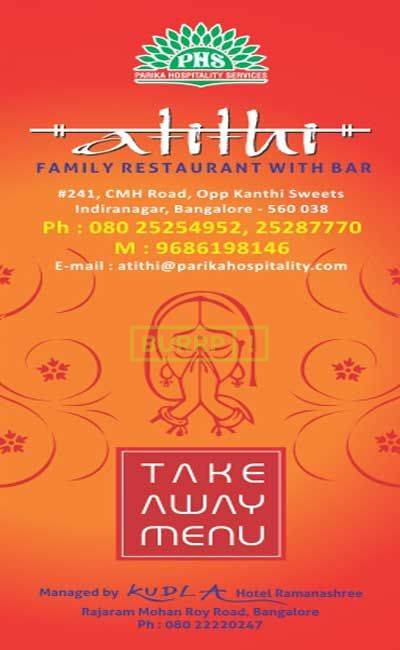 PHS
PARIKA HOSPITALITY SERVICES
atithi
FAMILY RESTAURANT WITH BAR
#241, CMH Road, Opp Kanthi Sweets
Indiranagar, Bangalore - 560 038
Ph : 080 25254952, 25287770
M : 9686198146
E-mail : atithi@parikahospitality.com
BURRP!
TAKE
AWAY
MENU
Managed by KUDLA Hotel Ramanashree
Rajaram Mohan Roy Road, Bangalore
Ph : 080 22220247